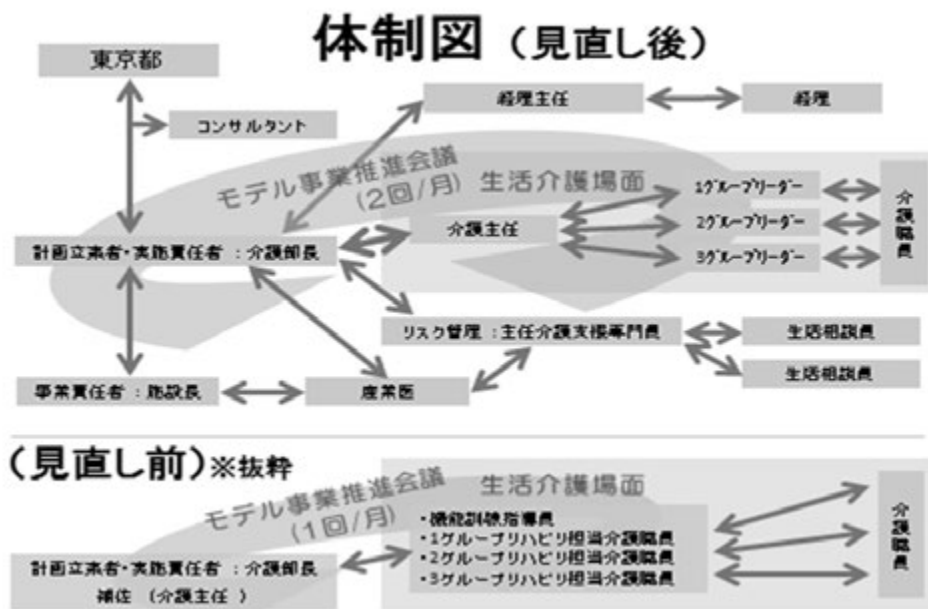 体制図（見直し後）
東京都
経理主任
経理
コンサルタント
モデル事業推進会議
(2回/月)
生活介護場面
1グループリーダー
介護主任
2グループリーダー
介護職員
計画立案者・実施責任者：介護部長
3グループリーダー
リスク管理：主任介護支援専門員
生活相談員
生活相談員
事業責任者：施設長
産業医
(見直し前)※抜粋
モデル事業推進会議
(1回/月)
生活介護場面
・機能訓練指導員
・1グループリハビリ担当介護職員
・2グループリハビリ担当介護職員
・3グループリハビリ担当介護職員
介護職員
計画立案者・実施責任者：介護部長
補佐（介護主任）